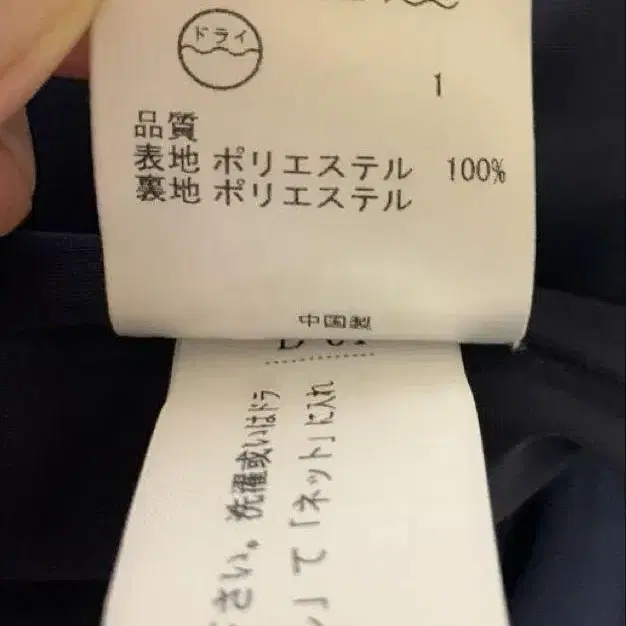 ドライ
1
品質
表地 ポリエステル 100%
裏地 ポリエステル
中国製
さい。洗濯或いはドラ
」て「ネット」に入れ